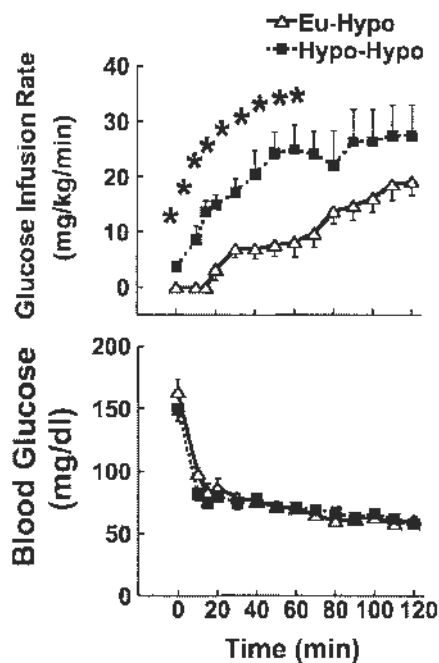 Eu-Hypo
Hypo-Hypo
Glucose Infusion Rate
(mg/kg/min)
40
30
20
10
0
* * * * * * * * *
Blood Glucose
(mg/dl)
200
150
100
50
0
0 20 40 60 80 100 120
Time (min)